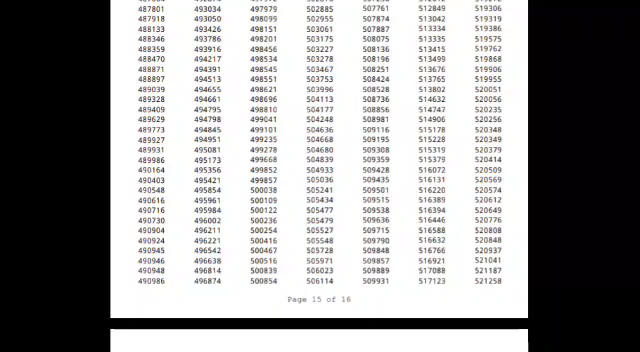 487801 493034 497979 502885 507761 512849 519306
487918 493050 498099 502955 507874 513042 519319
488133 493426 498151 503061 507887 513334 519386
488346 493786 498201 503175 508075 513335 519575
488359 493916 498456 503227 508136 513415 519762
488470 494217 498534 503278 508196 513499 519868
488871 494391 498545 503467 508251 513676 519906
488897 494513 498551 503753 508424 513765 519955
489039 494655 498621 503996 508528 513802 520051
489328 494661 498696 504113 508736 514632 520056
489409 494795 498810 504177 508856 514747 520235
489629 494798 499041 504248 508981 514906 520256
489773 494845 499101 504636 509116 515178 520348
489927 494951 499235 504668 509195 515228 520349
489931 495081 499278 504680 509308 515319 520379
489986 495173 499668 504839 509359 515379 520414
490164 495356 499852 504933 509428 516072 520509
490403 495421 499857 505036 509435 516131 520569
490548 495854 500038 505241 509501 516220 520574
490616 495961 500109 505434 509515 516389 520612
490716 495984 500122 505477 509538 516394 520649
490730 496002 500236 505479 509636 516446 520776
490904 496211 500254 505527 509715 516588 520808
490924 496221 500416 505548 509790 516632 520848
490945 496542 500467 505728 509848 516766 520937
490946 496638 500516 505971 509857 516921 521041
490948 496814 500839 506023 509889 517088 521187
490986 496874 500854 506114 509931 517123 521258
Page 15 of 16